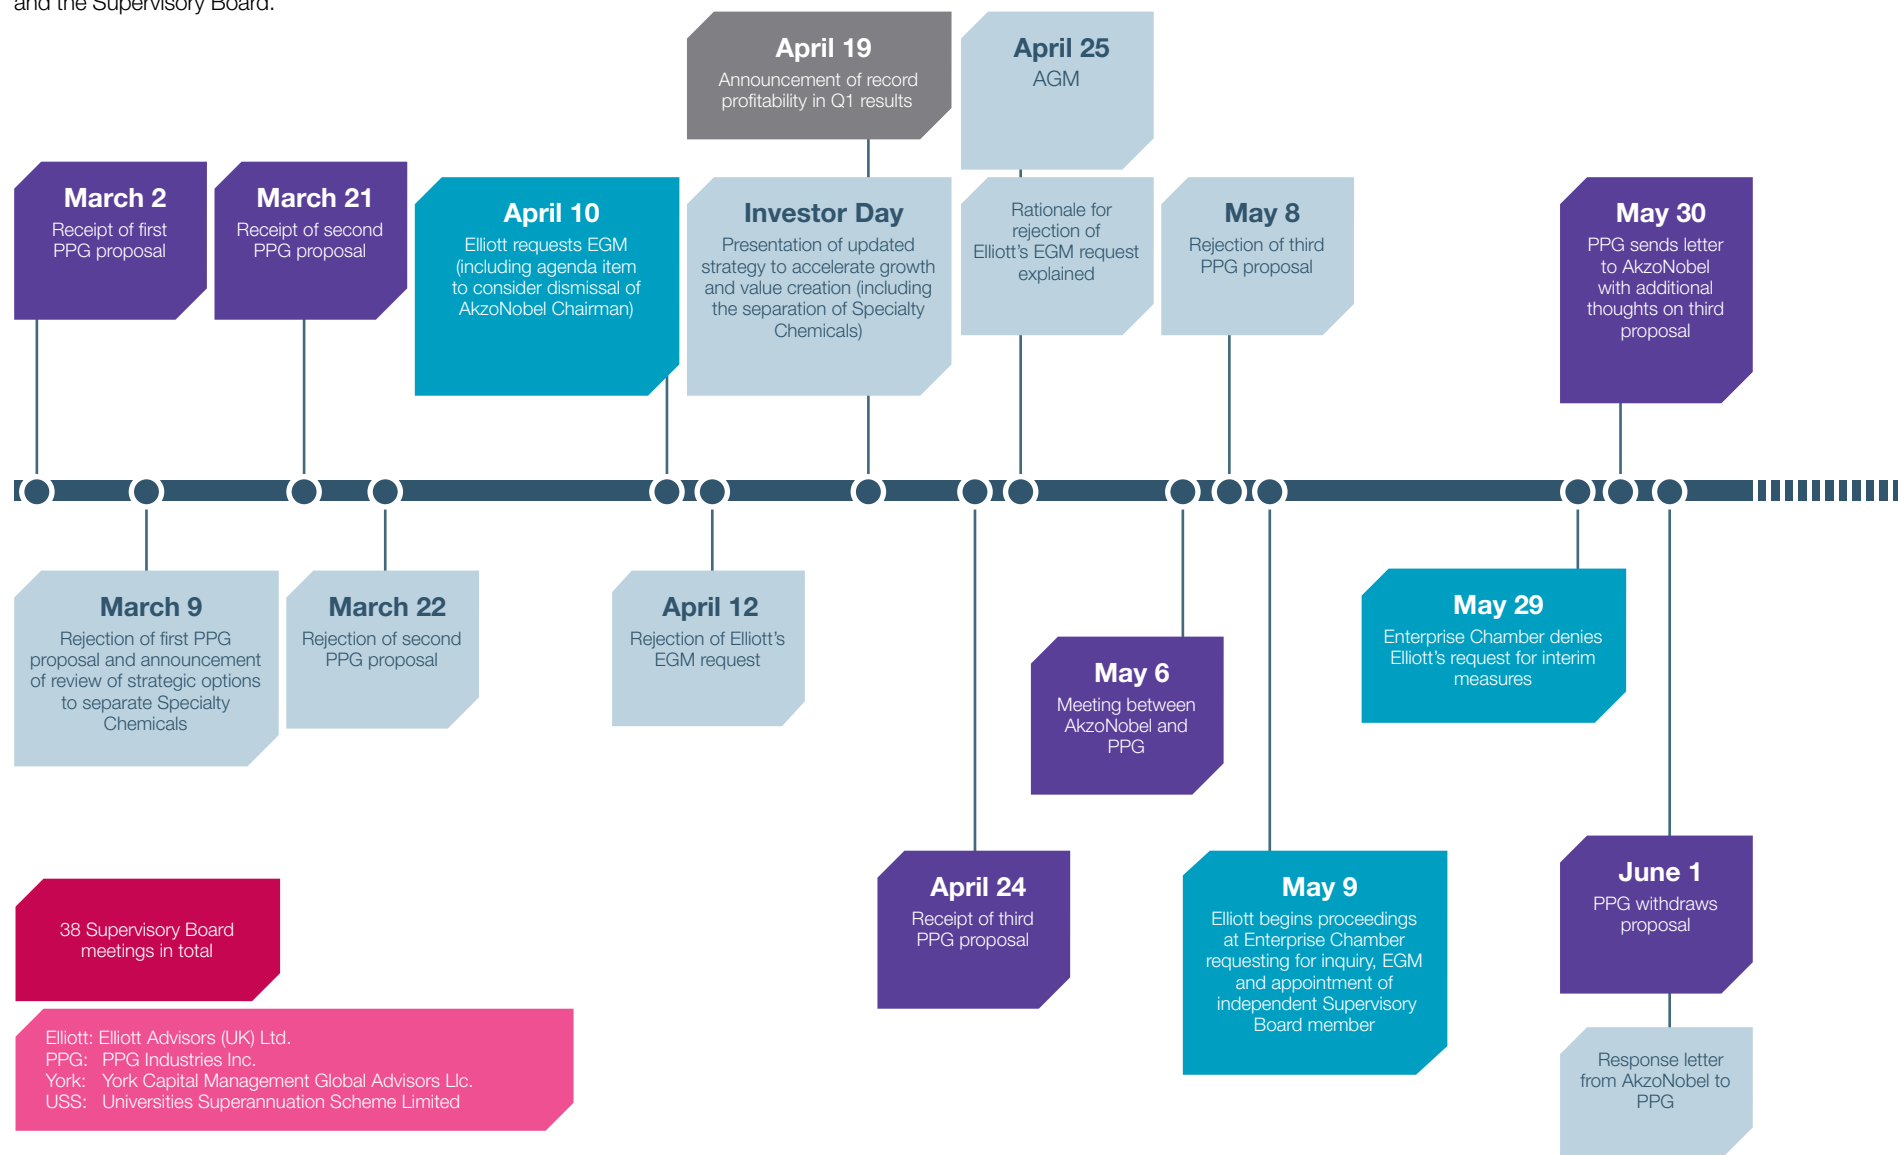 and the Supervisory Board.
April 19
Announcement of record
profitability in Q1 results
April 25
AGM
March 2
Receipt of first
PPG proposal
March 21
Receipt of second
PPG proposal
April 10
Elliott requests EGM
(including agenda item
to consider dismissal of
AkzoNobel Chairman)
Investor Day
Presentation of updated
strategy to accelerate growth
and value creation (including
the separation of Specialty
Chemicals)
Rationale for
rejection of
Elliott’s EGM request
explained
May 8
Rejection of third
PPG proposal
May 30
PPG sends letter
to AkzoNobel
with additional
thoughts on third
proposal
March 9
Rejection of first PPG
proposal and announcement
of review of strategic options
to separate Specialty
Chemicals
March 22
Rejection of second
PPG proposal
April 12
Rejection of Elliott’s
EGM request
May 6
Meeting between
AkzoNobel and
PPG
May 29
Enterprise Chamber denies
Elliott’s request for interim
measures
April 24
Receipt of third
PPG proposal
May 9
Elliott begins proceedings
at Enterprise Chamber
requesting for inquiry, EGM
and appointment of
independent Supervisory
Board member
June 1
PPG withdraws
proposal
Response letter
from AkzoNobel to
PPG
38 Supervisory Board
meetings in total
Elliott: Elliott Advisors (UK) Ltd.
PPG: PPG Industries Inc.
York: York Capital Management Global Advisors Llc.
USS: Universities Superannuation Scheme Limited